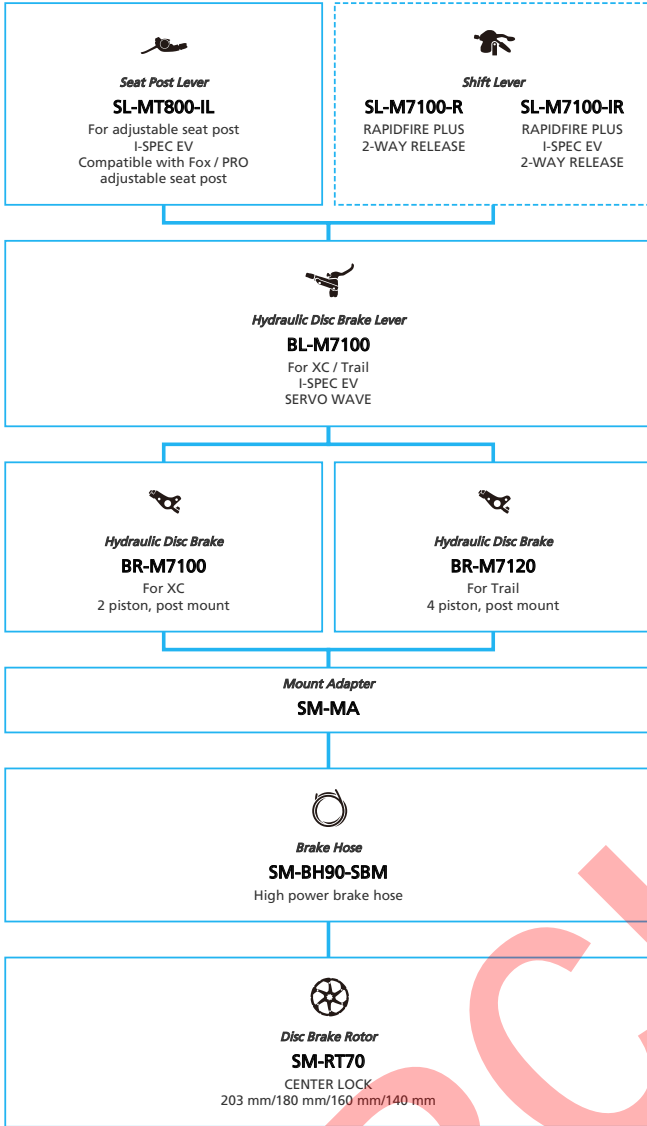 Seat Post Lever
SL-MT800-IL
For adjustable seat post
I-SPEC EV
Compatible with Fox / PRO
adjustable seat post
Shift Lever
SL-M7100-R
RAPIDFIRE PLUS
2-WAY RELEASE
SL-M7100-IR
RAPIDFIRE PLUS
I-SPEC EV
2-WAY RELEASE
Hydraulic Disc Brake Lever
BL-M7100
For XC / Trail
I-SPEC EV
SERVO WAVE
Hydraulic Disc Brake
BR-M7100
For XC
2 piston, post mount
Hydraulic Disc Brake
BR-M7120
For Trail
4 piston, post mount
Mount Adapter
SM-MA
Brake Hose
SM-BH90-SBM
High power brake hose
Disc Brake Rotor
SM-RT70
CENTER LOCK
203 mm/180 mm/160 mm/140 mm